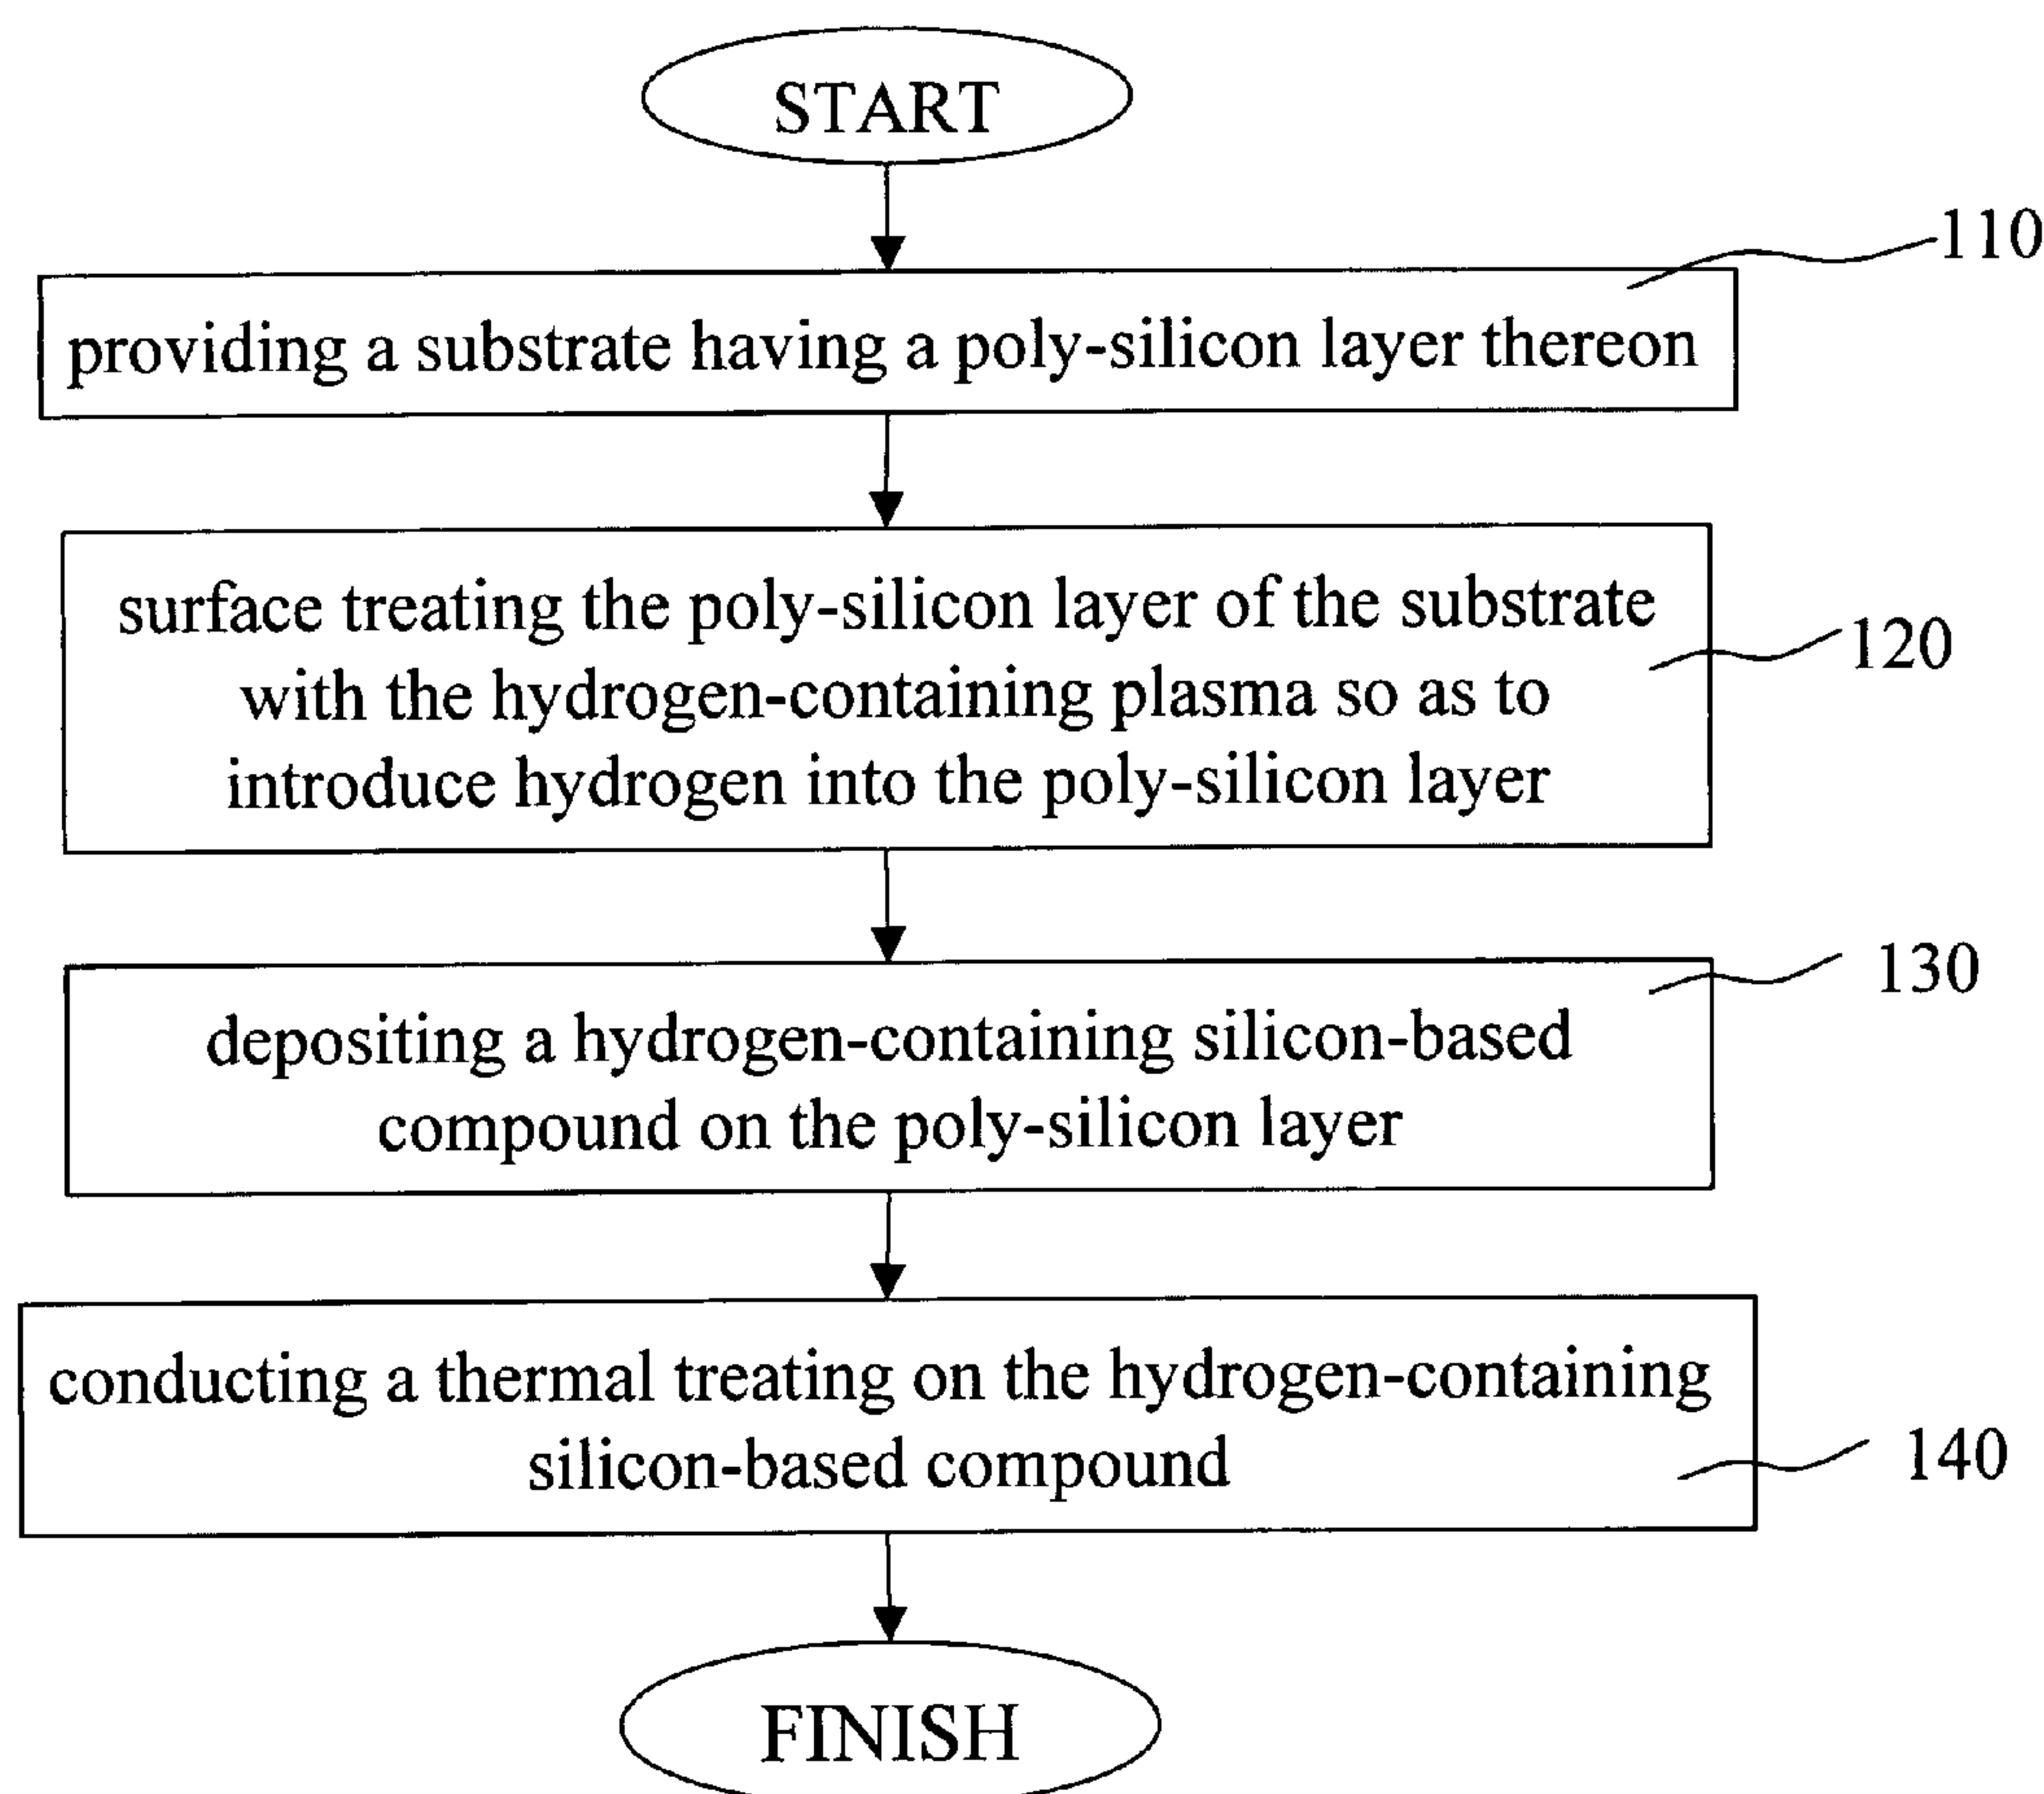 START
110
providing a substrate having a poly-silicon layer thereon
surface treating the poly-silicon layer of the substrate
with the hydrogen-containing plasma so as to
introduce hydrogen into the poly-silicon layer
120
130
depositing a hydrogen-containing silicon-based
compound on the poly-silicon layer
conducting a thermal treating on the hydrogen-containing
silicon-based compound
140
FINISH